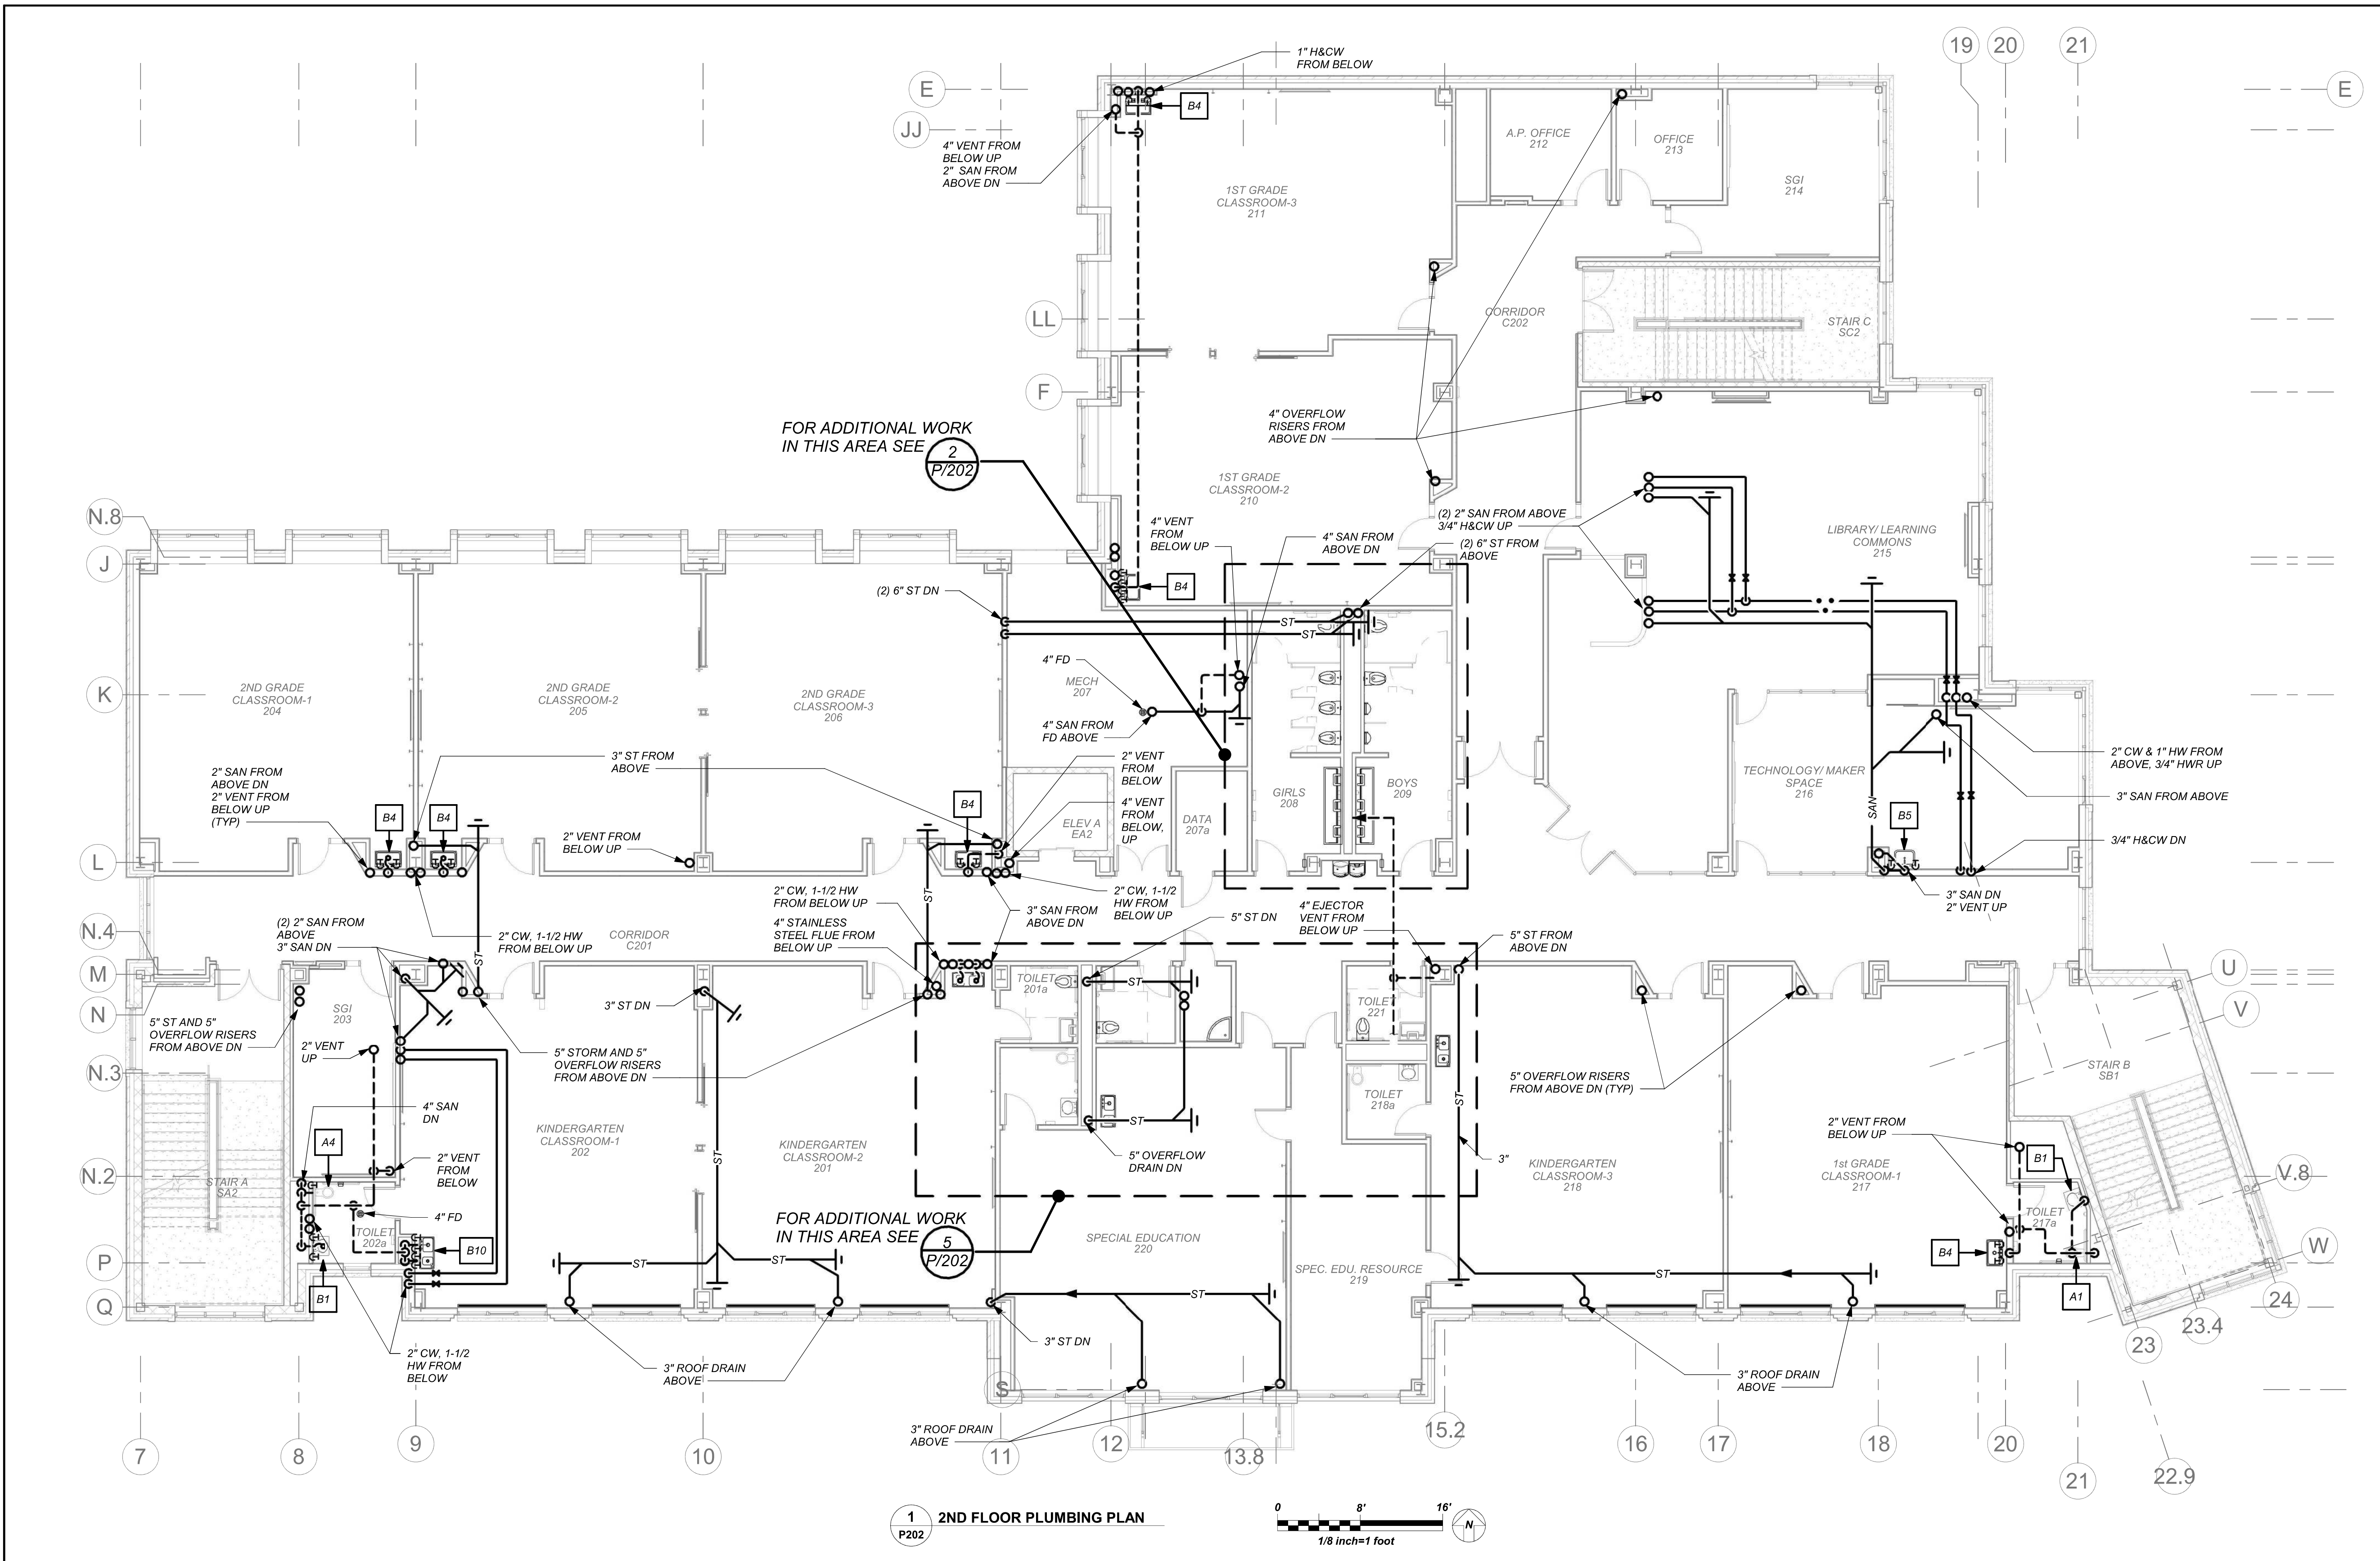 19
20
21
1" H&CW
FROM BELOW
E
E
B4
JJ
A.P. OFFICE
212
OFFICE
213
4" VENT FROM
BELOW UP
2" SAN FROM
ABOVE DN
1ST GRADE
CLASSROOM-3
211
SGI
214
LL
CORRIDOR
C202
STAIR C
SC2
F
4" OVERFLOW
RISERS FROM
ABOVE DN
FOR ADDITIONAL WORK
IN THIS AREA SEE
2
P/202
1ST GRADE
CLASSROOM-2
210
N.8
4" VENT
FROM
BELOW UP
(2) 2" SAN FROM ABOVE
3/4" H&CW UP
LIBRARY/ LEARNING
COMMONS
215
4" SAN FROM
ABOVE DN
(2) 6" ST FROM
ABOVE
J
(2) 6" ST DN
B4
ST
ST
4" FD
MECH
207
K
2ND GRADE
CLASSROOM-1
204
2ND GRADE
CLASSROOM-2
205
2ND GRADE
CLASSROOM-3
206
4" SAN FROM
FD ABOVE
3" ST FROM
ABOVE
2" VENT
FROM
BELOW
2" CW & 1" HW FROM
ABOVE, 3/4" HWR UP
2" SAN FROM
ABOVE DN
2" VENT FROM
BELOW UP
(TYP)
TECHNOLOGY/ MAKER
SPACE
216
GIRLS
208
BOYS
209
3" SAN FROM ABOVE
B4
B4
B4
4" VENT
FROM
BELOW,
UP
ELEV A
EA2
DATA
207a
SAN
B5
2" VENT FROM
BELOW UP
3/4" H&CW DN
L
2" CW, 1-1/2 HW
FROM BELOW UP
2" CW, 1-1/2
HW FROM
BELOW UP
3" SAN DN
2" VENT UP
ST
3" SAN FROM
ABOVE DN
5" ST DN
4" EJECTOR
VENT FROM
BELOW UP
(2) 2" SAN FROM
ABOVE
3" SAN DN
N.4
2" CW, 1-1/2 HW
FROM BELOW UP
CORRIDOR
C201
4" STAINLESS
STEEL FLUE FROM
BELOW UP
5" ST FROM
ABOVE DN
ST
M
U
TOILET
201a
ST
3" ST DN
TOILET
221
SGI
203
N
V
5" ST AND 5"
OVERFLOW RISERS
FROM ABOVE DN
2" VENT
UP
5" STORM AND 5"
OVERFLOW RISERS
FROM ABOVE DN
5" OVERFLOW RISERS
FROM ABOVE DN (TYP)
STAIR B
SB1
N.3
4" SAN
DN
ST
TOILET
218a
2" VENT FROM
BELOW UP
ST
A4
KINDERGARTEN
CLASSROOM-1
202
KINDERGARTEN
CLASSROOM-2
201
5" OVERFLOW
DRAIN DN
3"
2" VENT
FROM
BELOW
ST
KINDERGARTEN
CLASSROOM-3
218
1st GRADE
CLASSROOM-1
217
B1
N.2
STAIR A
SA2
V.8
4" FD
TOILET
202a
FOR ADDITIONAL WORK
IN THIS AREA SEE
5
P/202
TOILET
217a
SPECIAL EDUCATION
220
B10
B4
W
P
ST
ST
SPEC. EDU. RESOURCE
219
ST
B1
A1
Q
ST
24
3" ST DN
23
23.4
2" CW, 1-1/2
HW FROM
BELOW
3" ROOF DRAIN
ABOVE
3" ROOF DRAIN
ABOVE
S
3" ROOF DRAIN
ABOVE
7
8
9
10
11
12
13.8
15.2
16
17
18
20
21
22.9
1
P202
2ND FLOOR PLUMBING PLAN
0 8' 16'
1/8 inch=1 foot
N